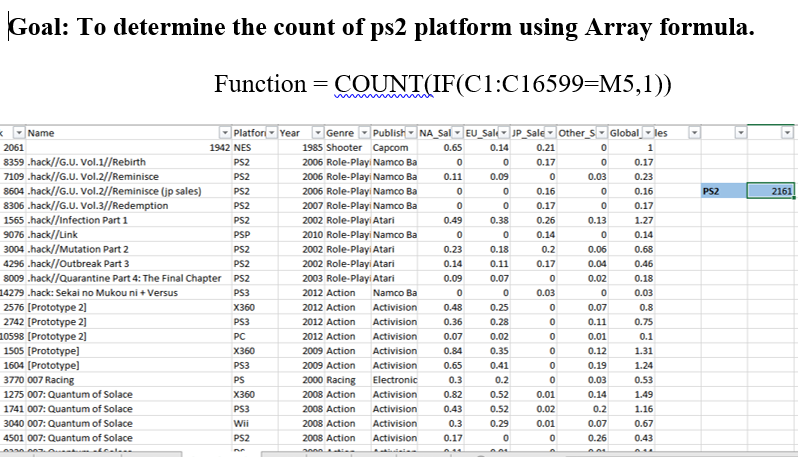 Goal: To determine the count of ps2 platform using Array formula.
Function = COUNT(IF(C1:C16599=M5,1))
Name Platforn Year Genre Publish NA_Sal EU_Sal JP_Sale Other_S Global_ les
2061 1942 NES 1985 Shooter Capcom 0.65 0.14 0.21 0 1
8359 .hack//G.U. Vol.1//Rebirth PS2 2006 Role-Playi Namco Ba 0 0 0.17 0 0.17
7109 .hack//G.U. Vol.2//Reminisce PS2 2006 Role-Playi Namco Ba 0.11 0.09 0 0.03 0.23
8604 .hack//G.U. Vol.2//Reminisce (jp sales) PS2 2006 Role-Playi Namco Ba 0 0 0.16 0 0.16 PS2 2161
8306 .hack//G.U. Vol.3//Redemption PS2 2007 Role-Playi Namco Ba 0 0 0.17 0 0.17
1565 .hack//Infection Part 1 PS2 2002 Role-Playi Atari 0.49 0.38 0.26 0.13 1.27
9076 .hack//Link PSP 2010 Role-Playi Namco Ba 0 0 0.14 0 0.14
3004 .hack//Mutation Part 2 PS2 2002 Role-Playi Atari 0.23 0.18 0.2 0.06 0.68
4296 .hack//Outbreak Part 3 PS2 2002 Role-Playi Atari 0.14 0.11 0.17 0.04 0.46
8009 .hack//Quarantine Part 4: The Final Chapter PS2 2003 Role-Playi Atari 0.09 0.07 0 0.02 0.18
14279 .hack: Sekai no Mukou ni + Versus PS3 2012 Action Namco Ba 0 0 0.03 0 0.03
2576 [Prototype 2] X360 2012 Action Activision 0.48 0.25 0 0.07 0.8
2742 [Prototype 2] PS3 2012 Action Activision 0.36 0.28 0 0.11 0.75
10598 [Prototype 2] PC 2012 Action Activision 0.07 0.02 0 0.01 0.1
1505 [Prototype] X360 2009 Action Activision 0.84 0.35 0 0.12 1.31
1604 [Prototype] PS3 2009 Action Activision 0.65 0.41 0 0.19 1.24
3770 007 Racing PS 2000 Racing Electronic 0.3 0.2 0 0.03 0.53
1275 007: Quantum of Solace X360 2008 Action Activision 0.82 0.52 0.01 0.14 1.49
1741 007: Quantum of Solace PS3 2008 Action Activision 0.43 0.52 0.02 0.2 1.16
3040 007: Quantum of Solace Wii 2008 Action Activision 0.3 0.29 0.01 0.07 0.67
4501 007: Quantum of Solace PS2 2008 Action Activision 0.17 0 0 0.26 0.43